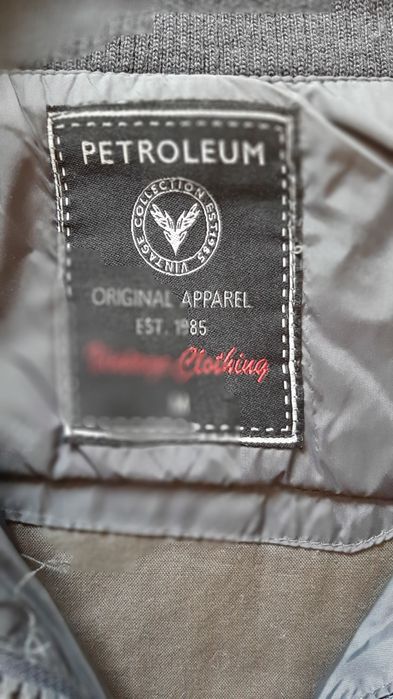 PETROLEUM
VINTAGE COLLECTION EST.1985
ORIGINAL APPAREL
EST. 1985
Clothing